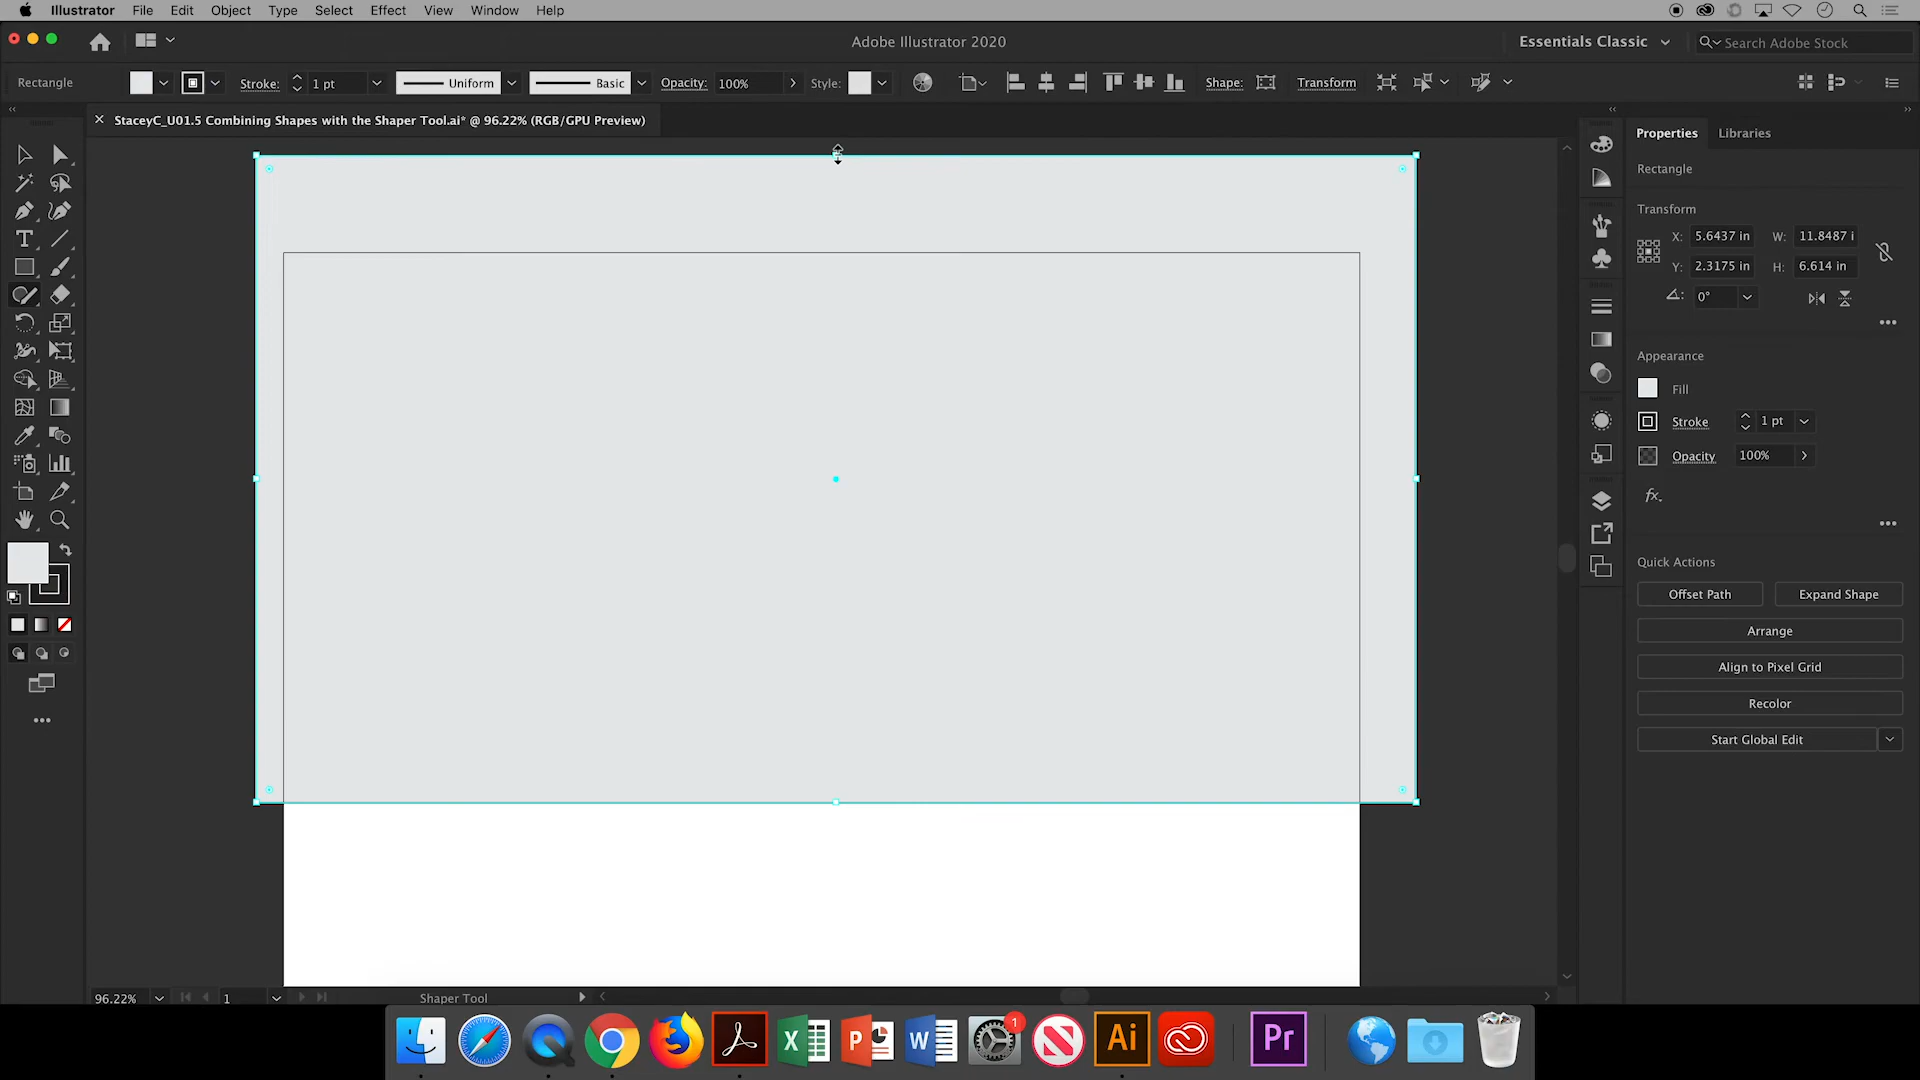 Illustrator File Edit Object Type Select Effect View Window Help
Adobe Illustrator 2020
Essentials Classic
Search Adobe Stock
Rectangle
Stroke: 1 pt Uniform Basic Opacity: 100% Style: Shape: Transform
× StaceyC_U01.5 Combining Shapes with the Shaper Tool.ai* @ 96.22% (RGB/GPU Preview)
Properties Libraries
Rectangle
Transform
X: 5.6437 in W: 11.8487 i
Y: 2.3175 in H: 6.614 in
0°
Appearance
Fill
Stroke 1 pt
Opacity 100%
fx.
Quick Actions
Offset Path Expand Shape
Arrange
Align to Pixel Grid
Recolor
Start Global Edit
96.22% 1 Shaper Tool
1
X P W N Ai Pr